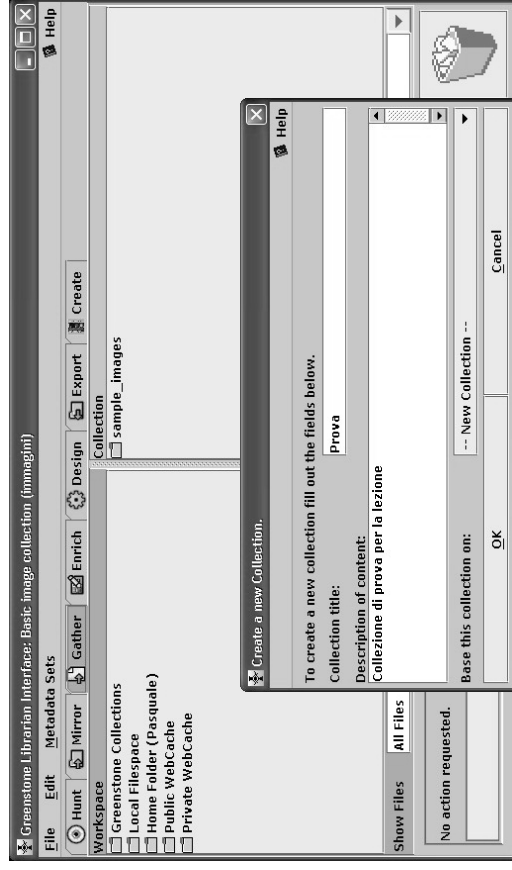 Greenstone Librarian Interface: Basic image collection (immagini)
File Edit Metadata Sets Help
Hunt Mirror Gather Enrich Design Export Create
Workspace
Greenstone Collections
Local Filespace
Home Folder (Pasquale)
Public WebCache
Private WebCache
Collection
sample_images
Show Files All Files
No action requested.
Create a new Collection.
Help
To create a new collection fill out the fields below.
Collection title: Prova
Description of content:
Collezione di prova per la lezione
Base this collection on: -- New Collection --
OK Cancel